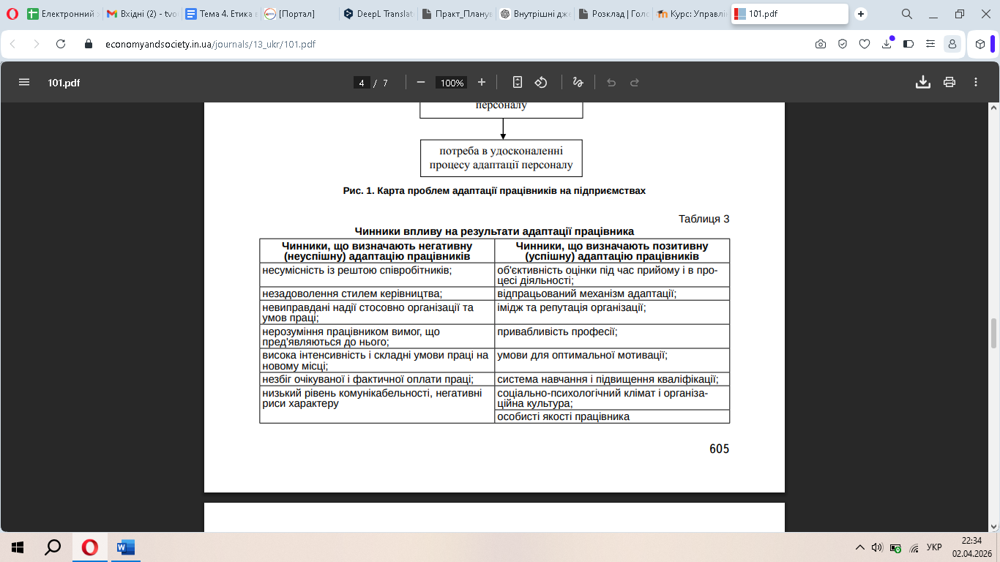 Електронний
Вхідні (2) - tvo
Тема 4. Етика
[Портал]
DeepL Translat
Практ_Планув
Внутрішні дже
Розклад | Голо
Курс: Управлін
101.pdf
economyandsociety.in.ua/journals/13_ukr/101.pdf
101.pdf
4 / 7
100%
персоналу
потреба в удосконаленні
процесу адаптації персоналу
Рис. 1. Карта проблем адаптації працівників на підприємствах
Таблиця 3
Чинники впливу на результати адаптації працівника
Чинники, що визначають негативну
(неуспішну) адаптацію працівників
Чинники, що визначають позитивну
(успішну) адаптацію працівників
несумісність із рештою співробітників;
об'єктивність оцінки під час прийому і в про-
цесі діяльності;
незадоволення стилем керівництва;
відпрацьований механізм адаптації;
невиправдані надії стосовно організації та
умов праці;
імідж та репутація організації;
нерозуміння працівником вимог, що
пред'являються до нього;
привабливість професії;
висока інтенсивність і складні умови праці на
новому місці;
умови для оптимальної мотивації;
незбіг очікуваної і фактичної оплати праці;
система навчання і підвищення кваліфікації;
низький рівень комунікабельності, негативні
риси характеру
соціально-психологічний клімат і організа-
ційна культура;
особисті якості працівника
605
УКР
22:34
02.04.2026